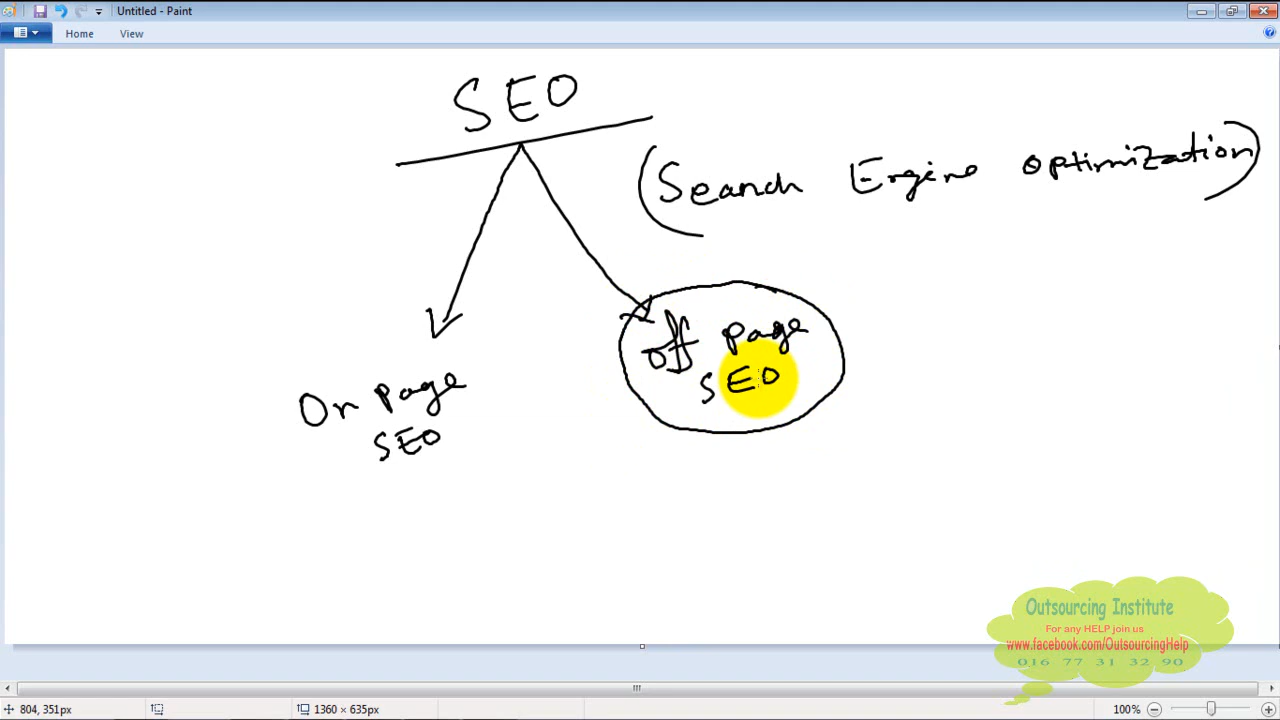 Untitled - Paint
Home View
SEO
(Search Engine Optimization)
off page
SEO
On page
SEO
Outsourcing Institute
For any HELP join us
www.facebook.com/OutsourcingHelp
016 77 31 32 90
804, 351px
1360 × 635px
100%